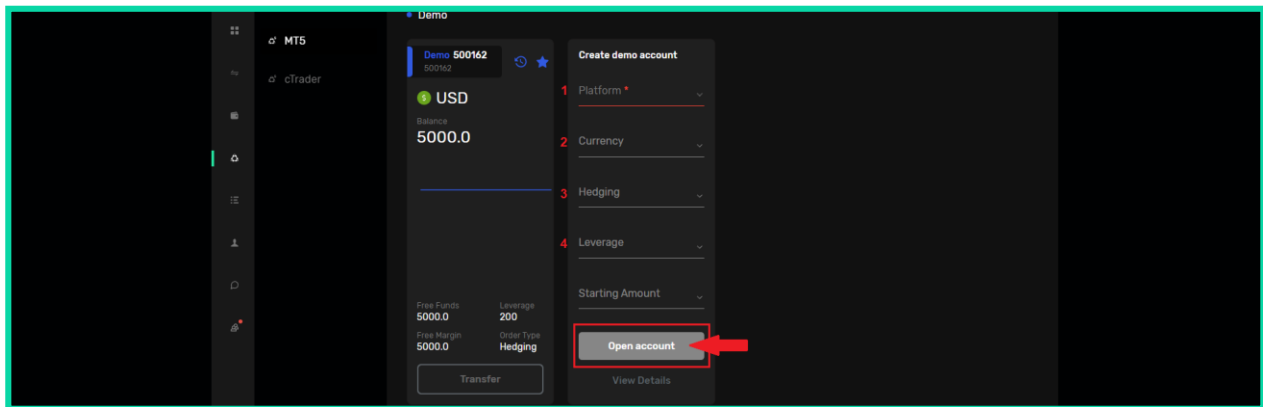 Demo
MT5
cTrader
Demo 500162
500162
USD
Balance
5000.0
Free Funds
5000.0
Leverage
200
Free Margin
5000.0
Order Type
Hedging
Transfer
Create demo account
1 Platform *
2 Currency
3 Hedging
4 Leverage
Starting Amount
Open account
View Details